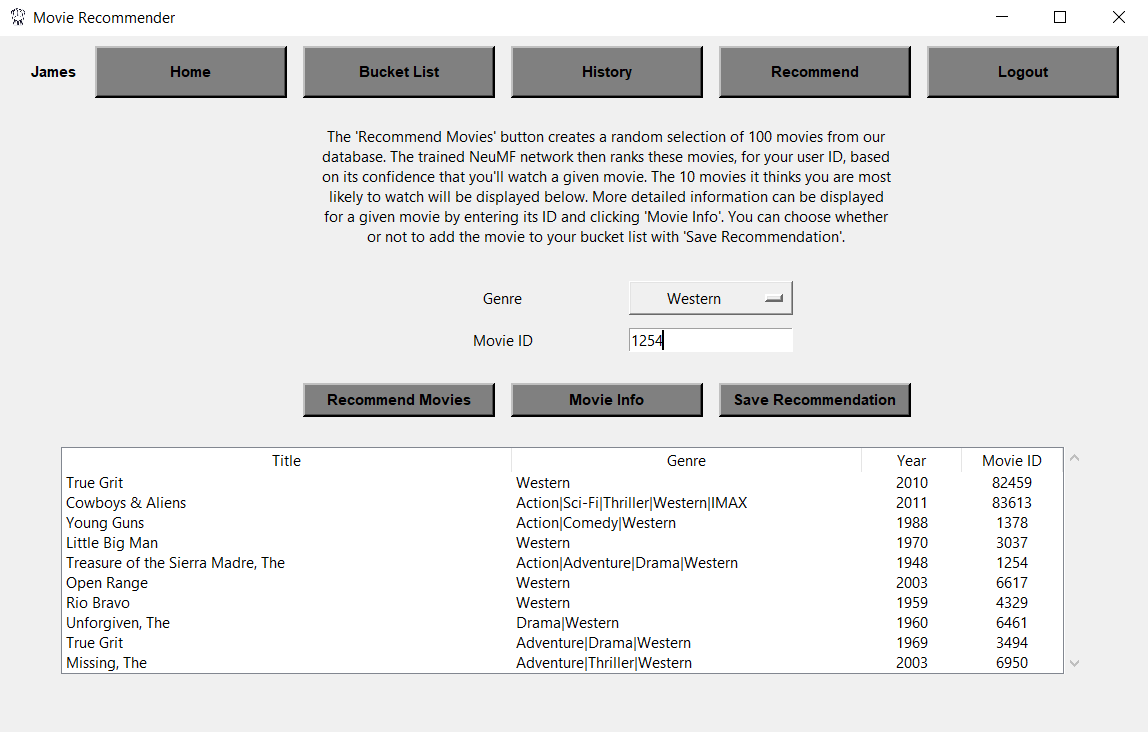 Movie Recommender
James Home Bucket List History Recommend Logout
The 'Recommend Movies' button creates a random selection of 100 movies from our
database. The trained NeuMF network then ranks these movies, for your user ID, based
on its confidence that you'll watch a given movie. The 10 movies it thinks you are most
likely to watch will be displayed below. More detailed information can be displayed
for a given movie by entering its ID and clicking 'Movie Info'. You can choose whether
or not to add the movie to your bucket list with 'Save Recommendation'.
Genre Western
Movie ID 1254
Recommend Movies Movie Info Save Recommendation
Title Genre Year Movie ID
True Grit Western 2010 82459
Cowboys & Aliens Action|Sci-Fi|Thriller|Western|IMAX 2011 83613
Young Guns Action|Comedy|Western 1988 1378
Little Big Man Western 1970 3037
Treasure of the Sierra Madre, The Action|Adventure|Drama|Western 1948 1254
Open Range Western 2003 6617
Rio Bravo Western 1959 4329
Unforgiven, The Drama|Western 1960 6461
True Grit Adventure|Drama|Western 1969 3494
Missing, The Adventure|Thriller|Western 2003 6950